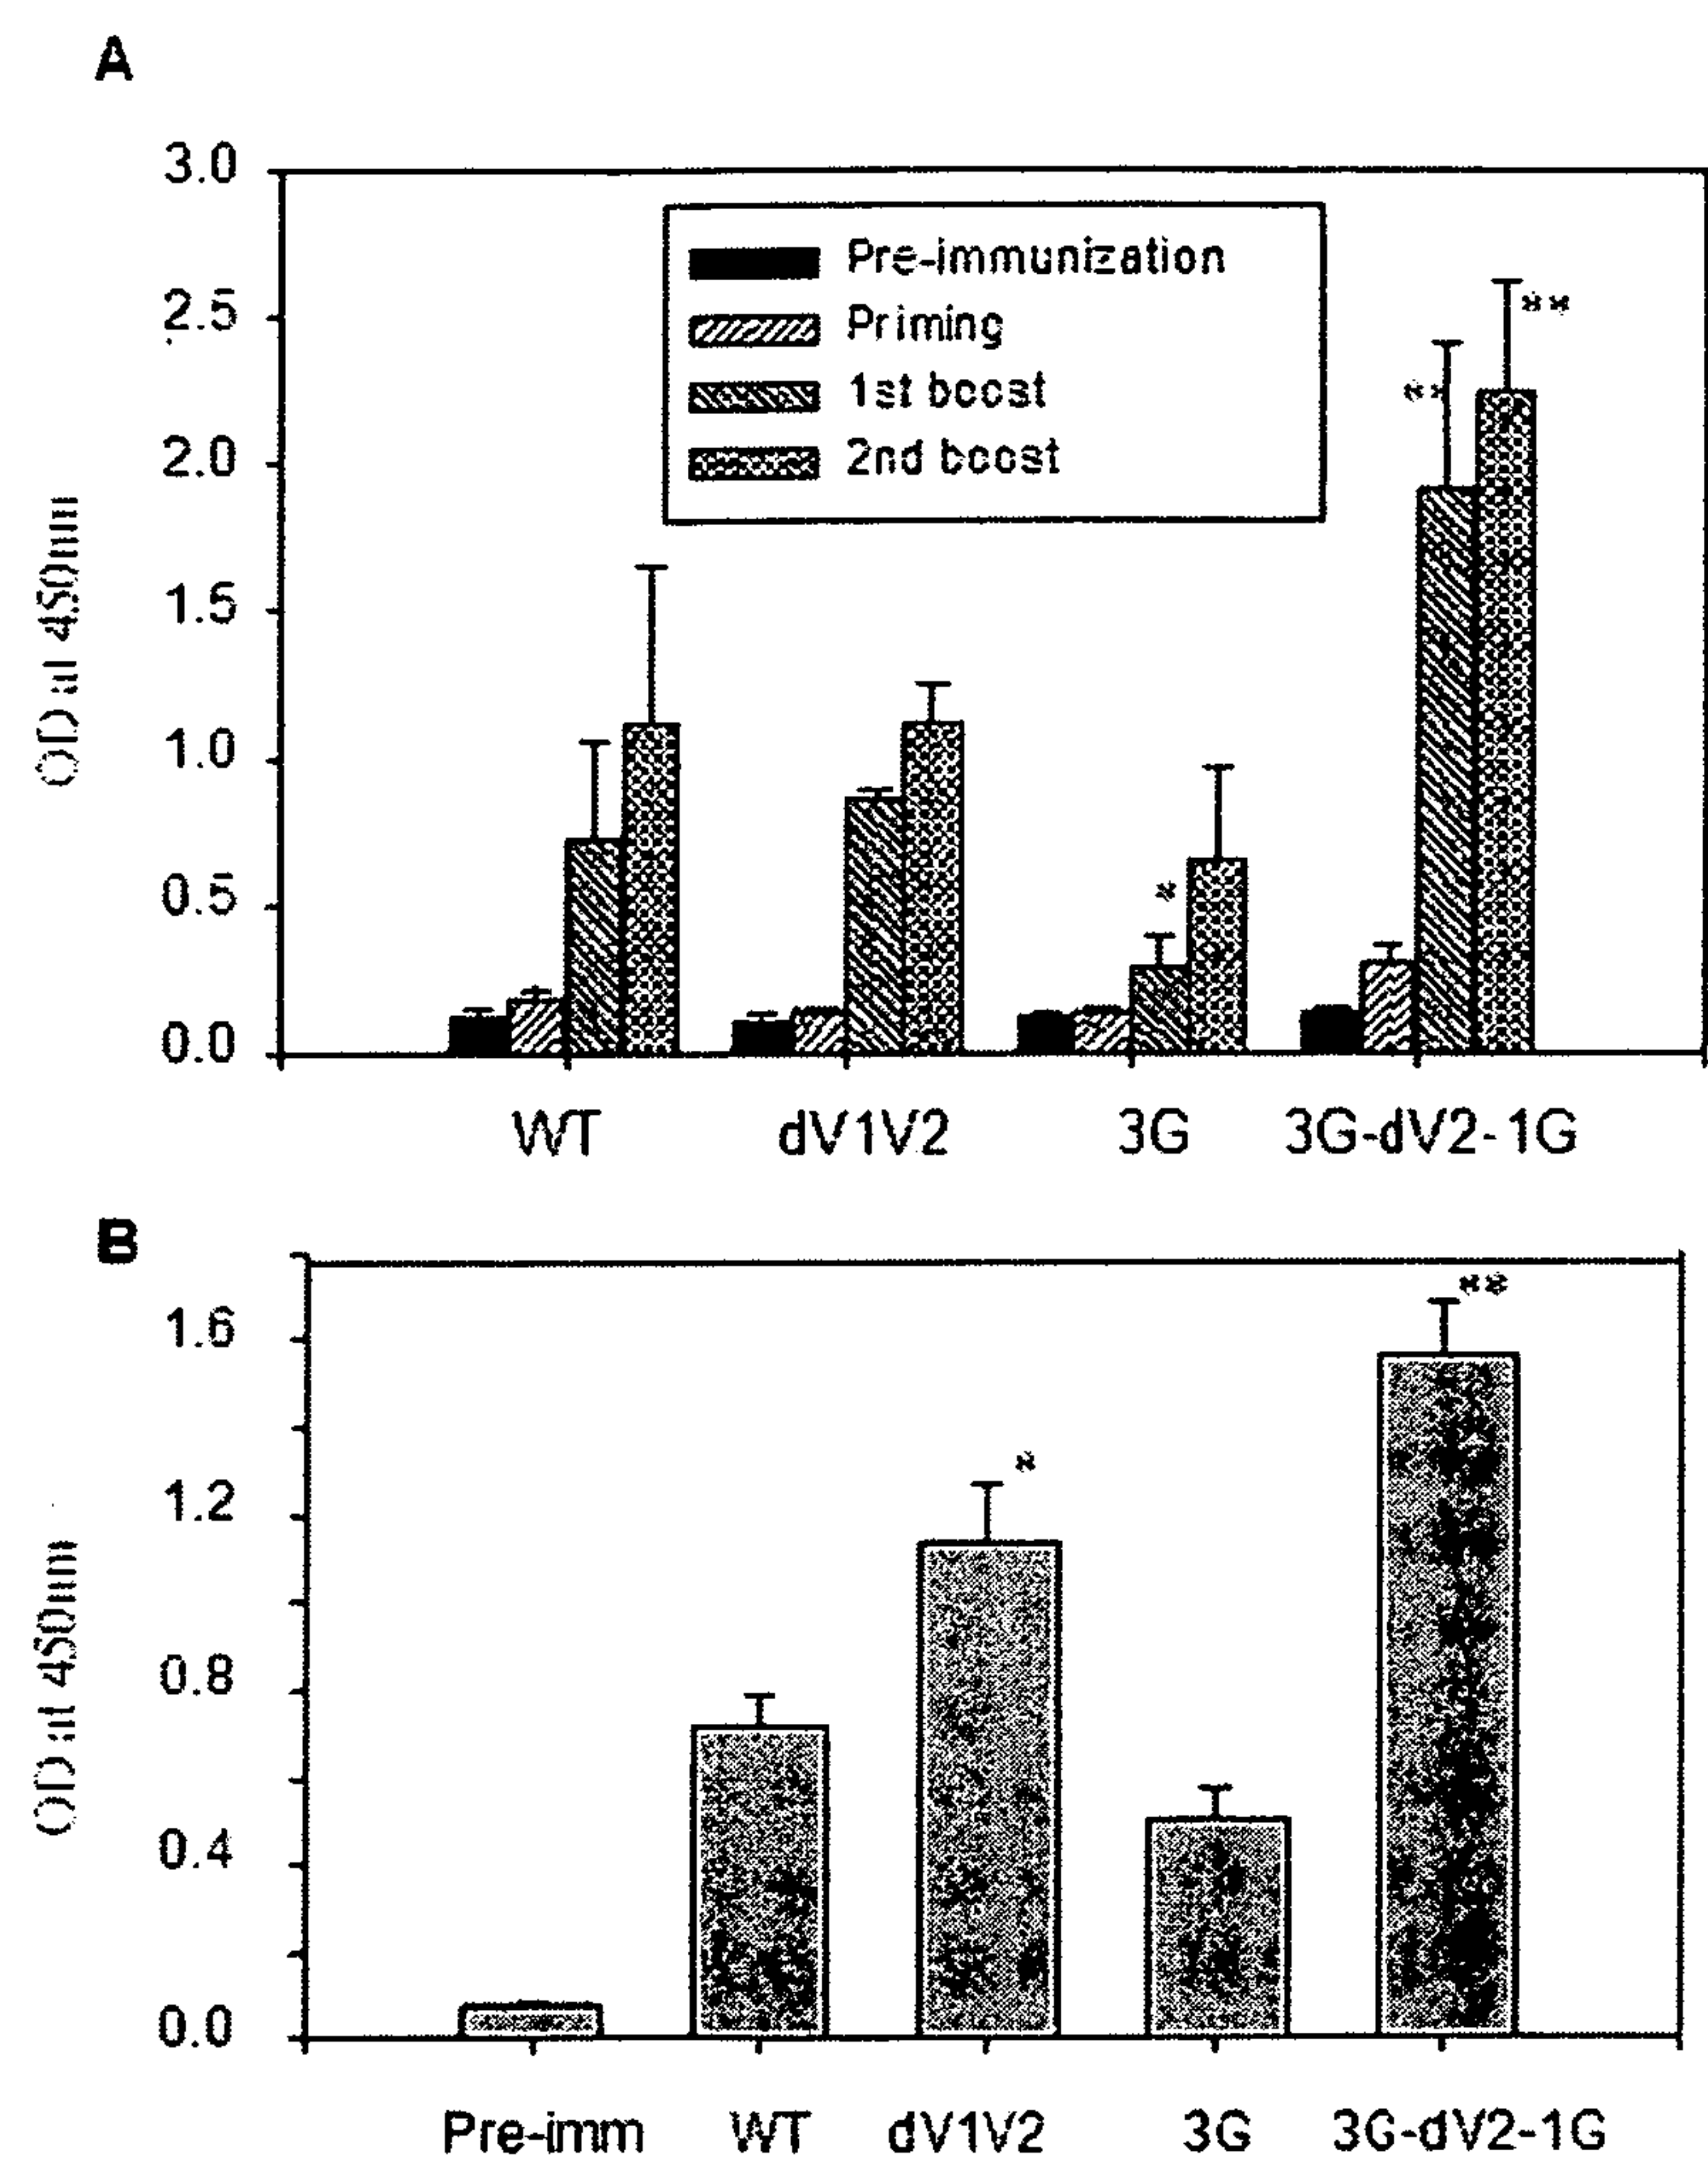 A
3.0
2.5
2.0
1.5
1.0
0.5
0.0
OD at 450nm
Pre-immunization
Priming
1st boost
2nd boost
*
**
**
WT dV1V2 3G 3G-dV2-1G
B
1.6
1.2
0.8
0.4
0.0
OD at 450nm
*
**
Pre-imm WT dV1V2 3G 3G-dV2-1G